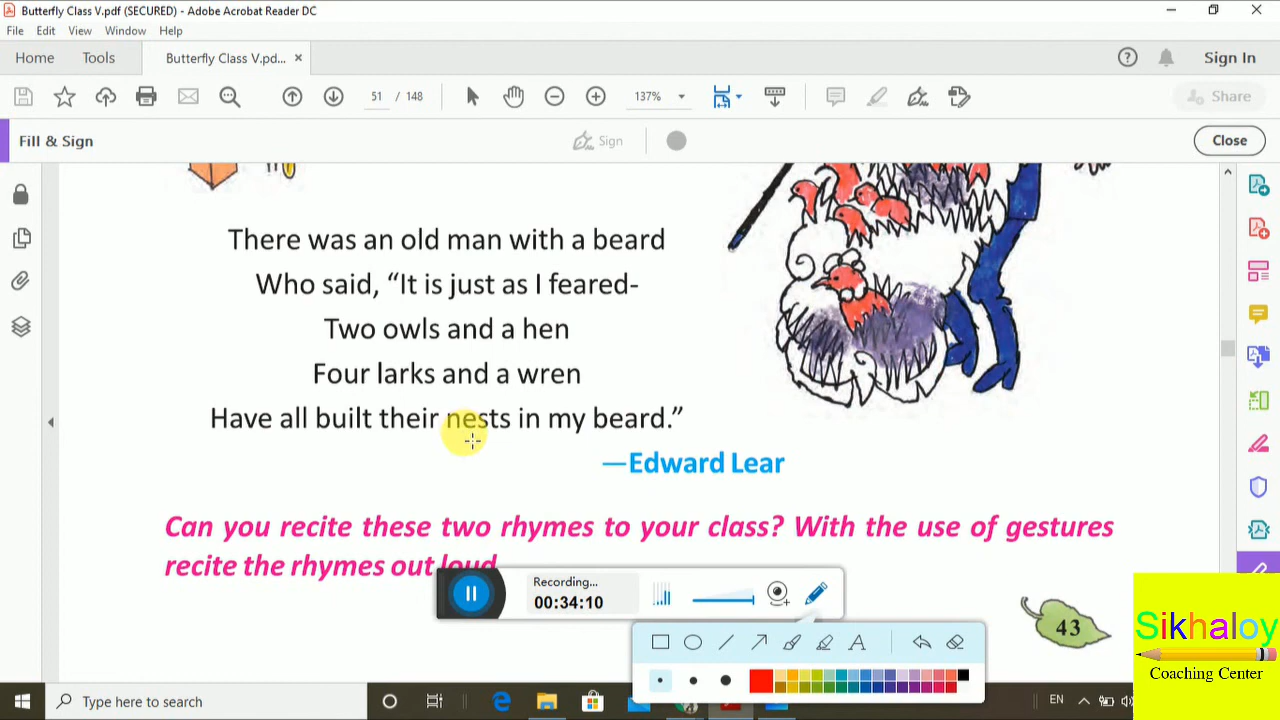 Butterfly Class V.pdf (SECURED) - Adobe Acrobat Reader DC
File Edit View Window Help
Home Tools Butterfly Class V.pd... × Sign In
51 / 148 137% Share
Fill & Sign Sign Close
There was an old man with a beard
Who said, “It is just as I feared-
Two owls and a hen
Four larks and a wren
Have all built their nests in my beard.”
—Edward Lear
Can you recite these two rhymes to your class? With the use of gestures
recite the rhymes out loud
Recording...
00:34:10
43
Sikhaloy
Coaching Center
A
Type here to search
EN